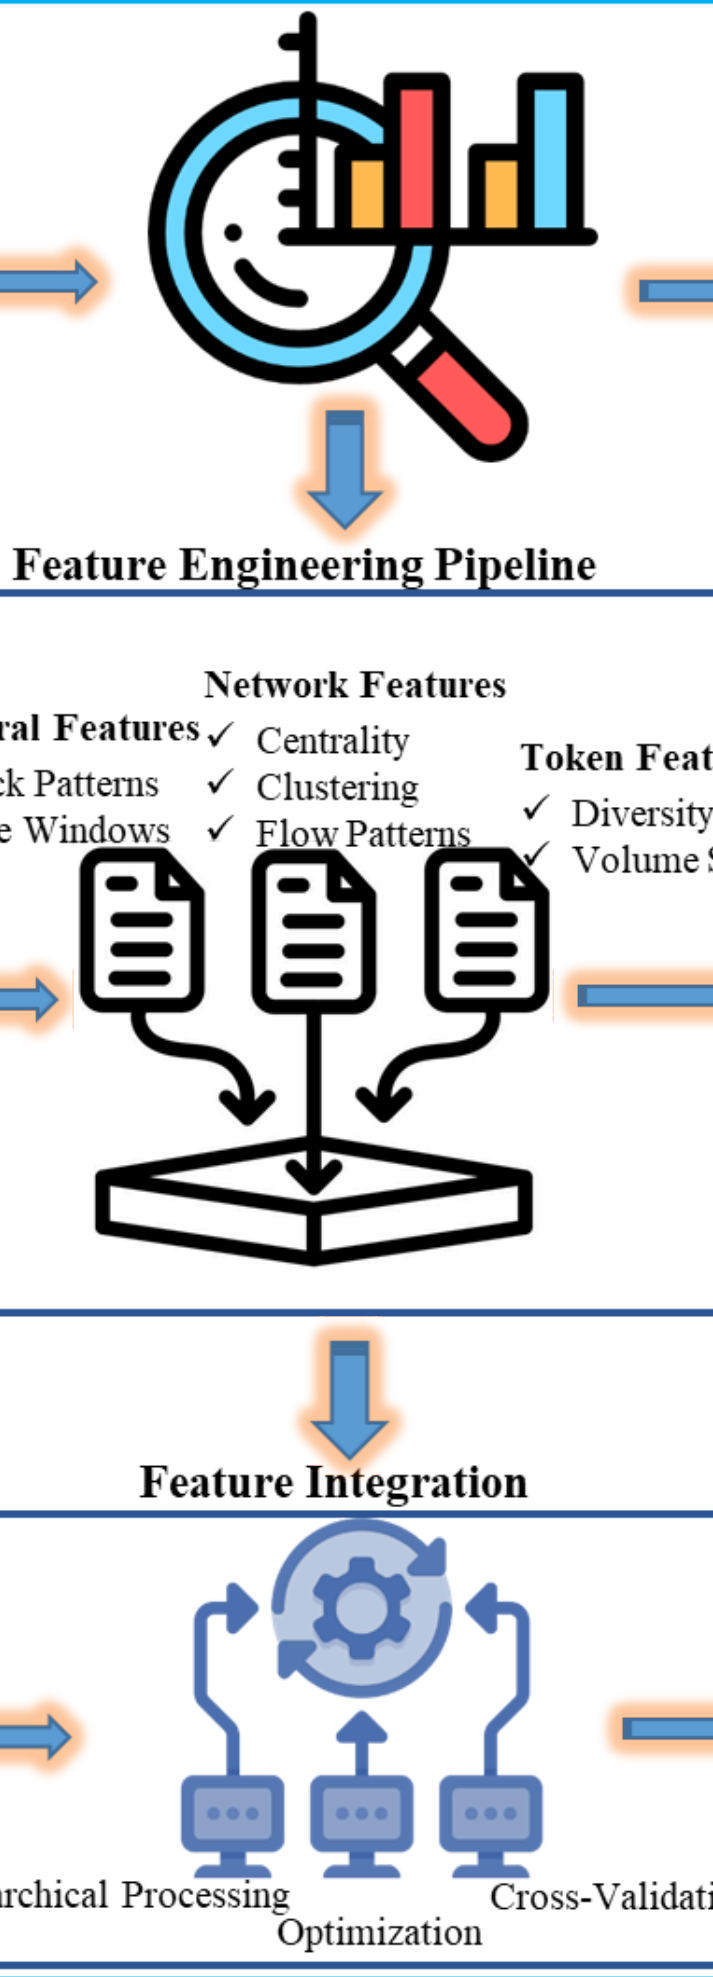 Feature Engineering Pipeline
Network Features
ral Features
Centrality
Token Feat
ck Patterns
Clustering
Diversity
e Windows
Flow Patterns
Volume S
Feature Integration
rchical Processing
Cross-Validati
Optimization